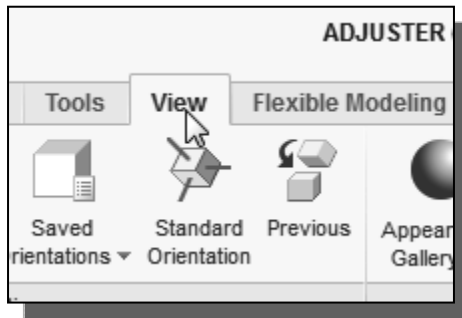 ADJUSTER
Tools View Flexible Modeling
Saved Standard Previous
Orientation
Gallery